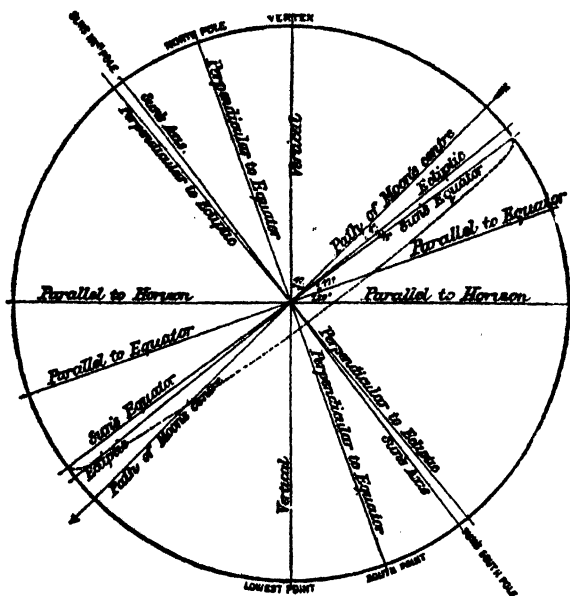 VERTEX
NORTH POLE
SUN'S NTH POLE
Sun's Axis.
Perpendicular to Ecliptic
Perpendicular to Equator
Vertical
Path of Moon's centre
Ecliptic
Sun's Equator
Parallel to Equator
Parallel to Horizon
Parallel to Horizon
Parallel to Equator
Sun's Equator
Ecliptic
Path of Moon's centre
Perpendicular to Ecliptic
Sun's Axis
Perpendicular to Equator
Vertical
LOWEST POINT
SOUTH POINT
SUN'S SOUTH POLE